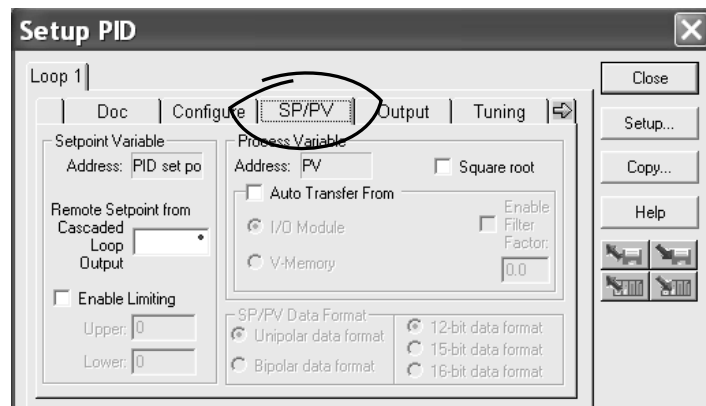 Setup PID
Loop 1
Doc Configure SP/PV Output Tuning
Setpoint Variable
Address: PID set po
Remote Setpoint from
Cascaded
Loop
Output
Enable Limiting
Upper: 0
Lower: 0
Process Variable
Address: PV
Square root
Auto Transfer From
I/O Module
V-Memory
Enable
Filter
Factor:
0.0
SP/PV Data Format
Unipolar data format
Bipolar data format
12-bit data format
15-bit data format
16-bit data format
Close
Setup...
Copy...
Help